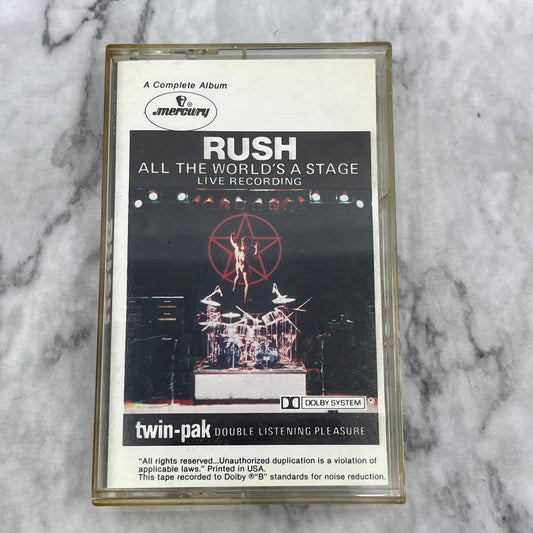 A Complete Album
mercury
RUSH
ALL THE WORLD'S A STAGE
LIVE RECORDING
DOLBY SYSTEM
twin-pak DOUBLE LISTENING PLEASURE
"All rights reserved...Unauthorized duplication is a violation of
applicable laws." Printed in USA.
This tape recorded to Dolby ®"B" standards for noise reduction.